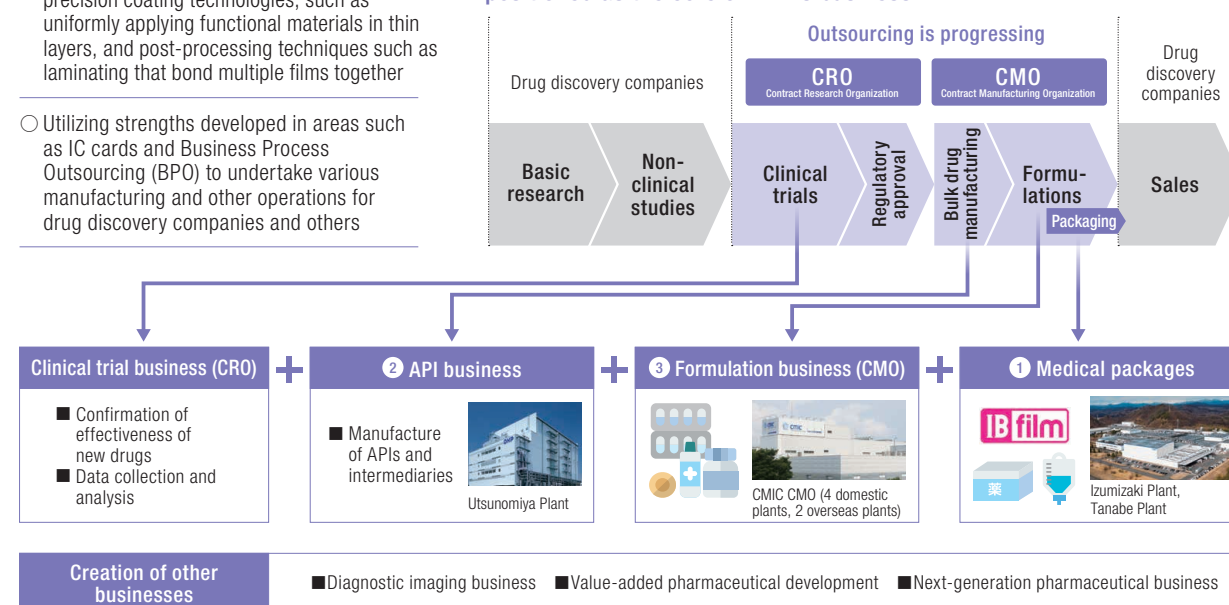 precision coating technologies, such as
uniformly applying functional materials in thin
layers, and post-processing techniques such as
laminating that bond multiple films together
○ Utilizing strengths developed in areas such
as IC cards and Business Process
Outsourcing (BPO) to undertake various
manufacturing and other operations for
drug discovery companies and others
Outsourcing is progressing
Drug discovery companies
CRO
Contract Research Organization
CMO
Contract Manufacturing Organization
Drug
discovery
companies
Basic
research
Non-
clinical
studies
Clinical
trials
Regulatory
approval
Bulk drug
manufacturing
Formu-
lations
Packaging
Sales
Clinical trial business (CRO)
■ Confirmation of
effectiveness of
new drugs
■ Data collection and
analysis
+
2 API business
■ Manufacture
of APIs and
intermediaries
Utsunomiya Plant
+
3 Formulation business (CMO)
CMIC
CMIC CMO (4 domestic
plants, 2 overseas plants)
+
1 Medical packages
IB film
薬
Izumizaki Plant,
Tanabe Plant
Creation of other
businesses
■Diagnostic imaging business ■Value-added pharmaceutical development ■Next-generation pharmaceutical business